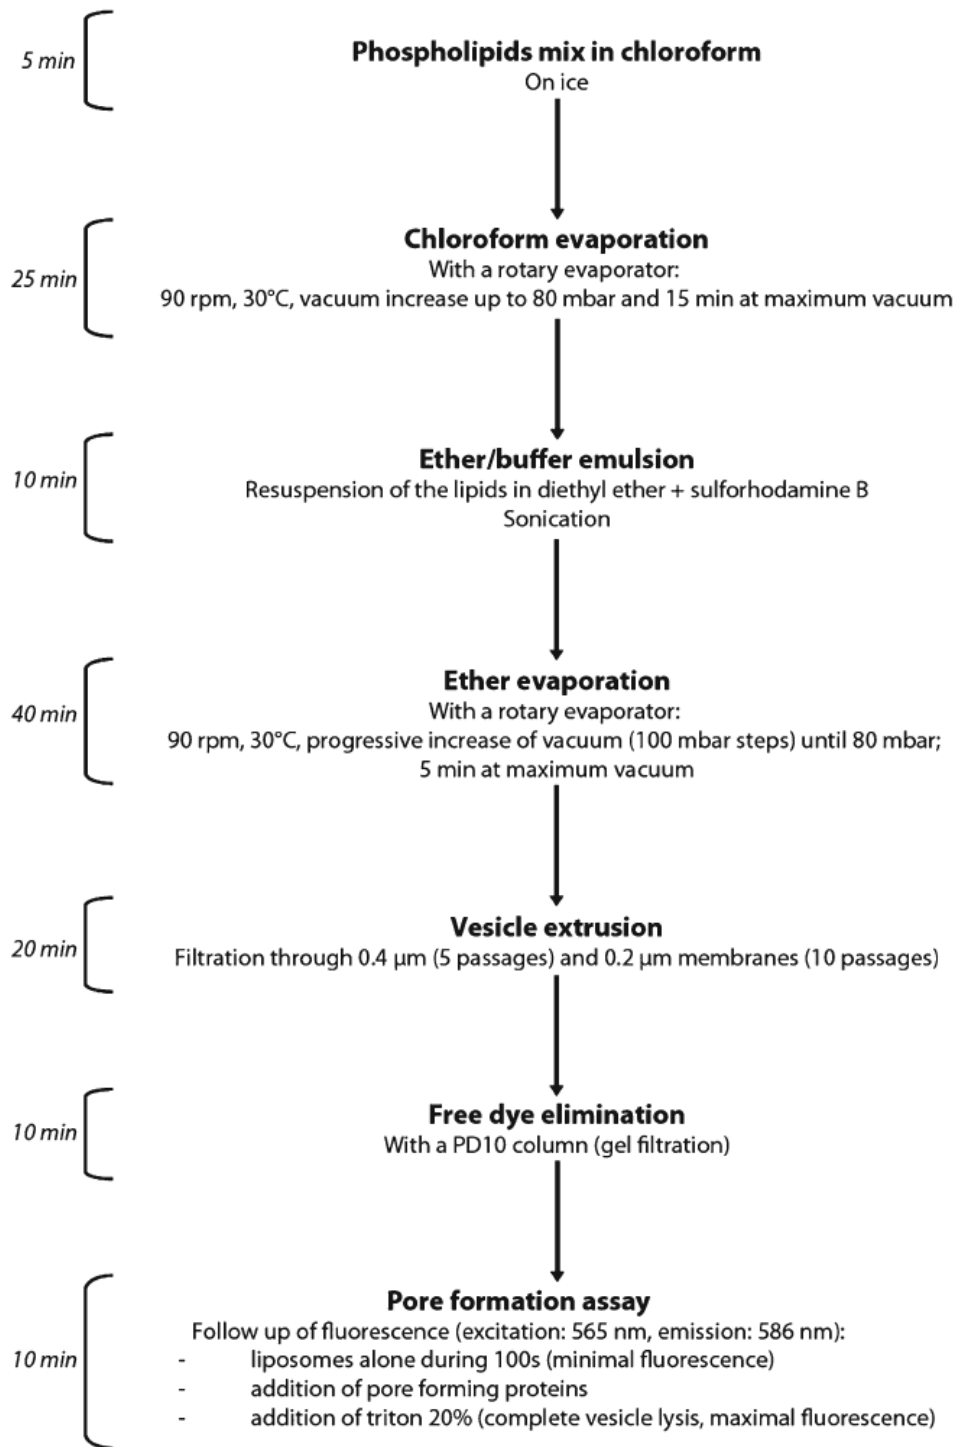 5 min
Phospholipids mix in chloroform
On ice
25 min
Chloroform evaporation
With a rotary evaporator:
90 rpm, 30°C, vacuum increase up to 80 mbar and 15 min at maximum vacuum
10 min
Ether/buffer emulsion
Resuspension of the lipids in diethyl ether + sulforhodamine B
Sonication
40 min
Ether evaporation
With a rotary evaporator:
90 rpm, 30°C, progressive increase of vacuum (100 mbar steps) until 80 mbar;
5 min at maximum vacuum
20 min
Vesicle extrusion
Filtration through 0.4 µm (5 passages) and 0.2 µm membranes (10 passages)
10 min
Free dye elimination
With a PD10 column (gel filtration)
10 min
Pore formation assay
Follow up of fluorescence (excitation: 565 nm, emission: 586 nm):
- liposomes alone during 100s (minimal fluorescence)
- addition of pore forming proteins
- addition of triton 20% (complete vesicle lysis, maximal fluorescence)